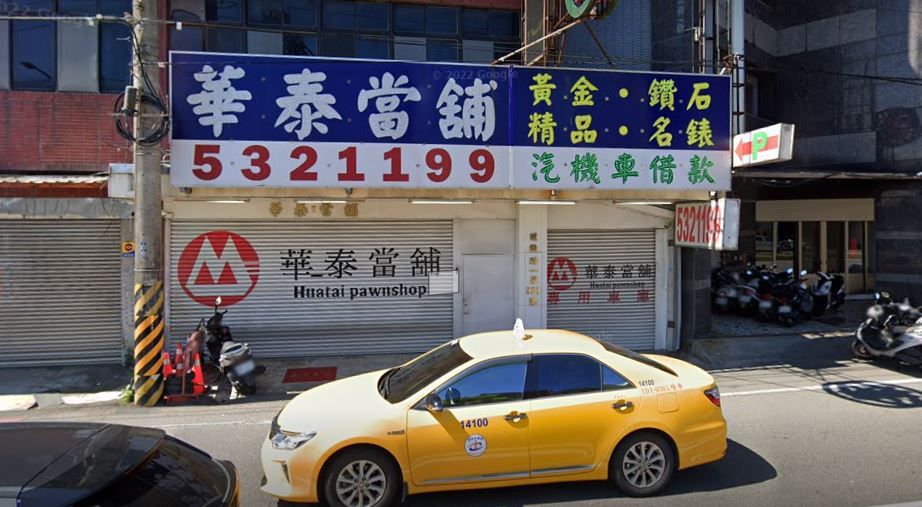 華泰當舖
5321199
黃金·鑽石
精品·名錶
汽機車借款
P
華泰當舖
532119
華泰當舖
Huatai pawnshop
華泰當舖
Huatai pawnshop
專用車庫
14100
14100
© 2022 Google